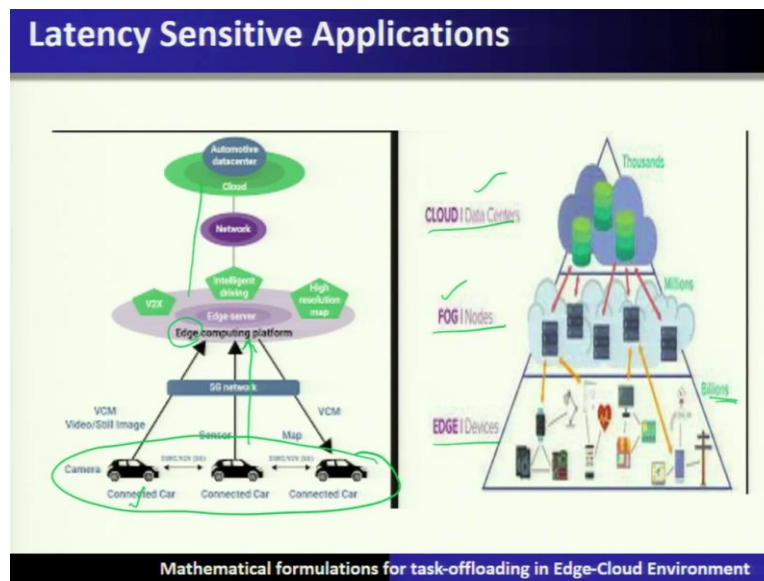 Latency Sensitive Applications
Automotive
datacenter
Cloud
Network
V2X
Intelligent
driving
High
resolution
map
Edge server
Edge computing platform
5G network
VCM
Video/Still Image
Sensor
Map
VCM
Camera
Connected Car
Connected Car
Connected Car
Thousands
CLOUD | Data Centers
Millions
FOG | Nodes
Billions
EDGE | Devices
Mathematical formulations for task-offloading in Edge-Cloud Environment